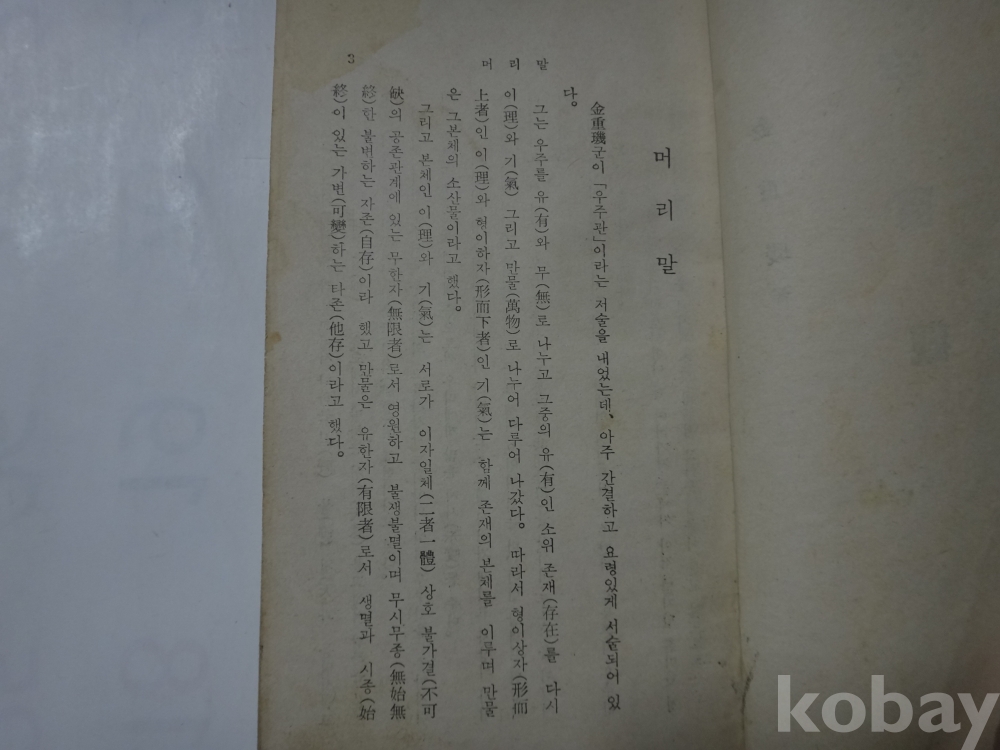 머리말
金重璣군이 「우주관」이라는 저술을 내었는데、 아주 간결하고 요령있게 서술되어 있
다。
그는 우주를 유(有)와 무(無)로 나누고 그중의 유(有)인 소위 존재(存在)를 다시
이(理)와 기(氣) 그리고 만물(萬物)로 나누어 다루어 나갔다。 따라서 형이상자(形而
上者)인 이(理)와 형이하자(形而下者)인 기(氣)는 함께 존재의 본체를 이루며 만물
은 그본체의 소산물이라고 했다。
그리고 본체인 이(理)와 기(氣)는 서로가 이자일체(二者一體) 상호 불가결(不可
缺)의 공존관계에 있는 무한자(無限者)로서 영원하고 불생불멸이며 무시무종(無始無
終)한 불변하는 자존(自存)이라 했고 만물은 유한자(有限者)로서 생멸과 시종(始
終)이 있는 가변(可變)하는 타존(他存)이라고 했다。
머리말
3
kobay